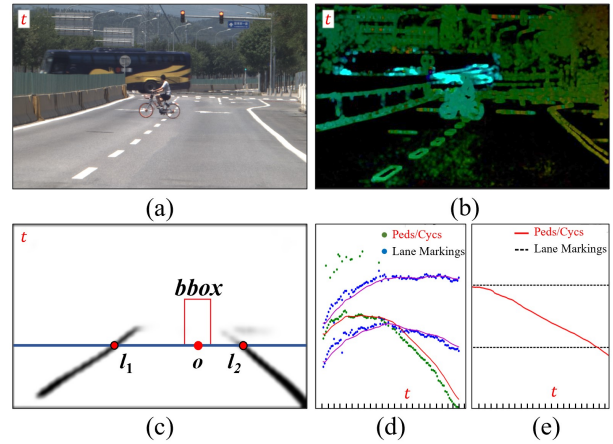 t
t
(a)
(b)
t
bbox
l1
o
l2
Peds/Cycs
Lane Markings
t
Peds/Cycs
Lane Markings
t
(c)
(d)
(e)